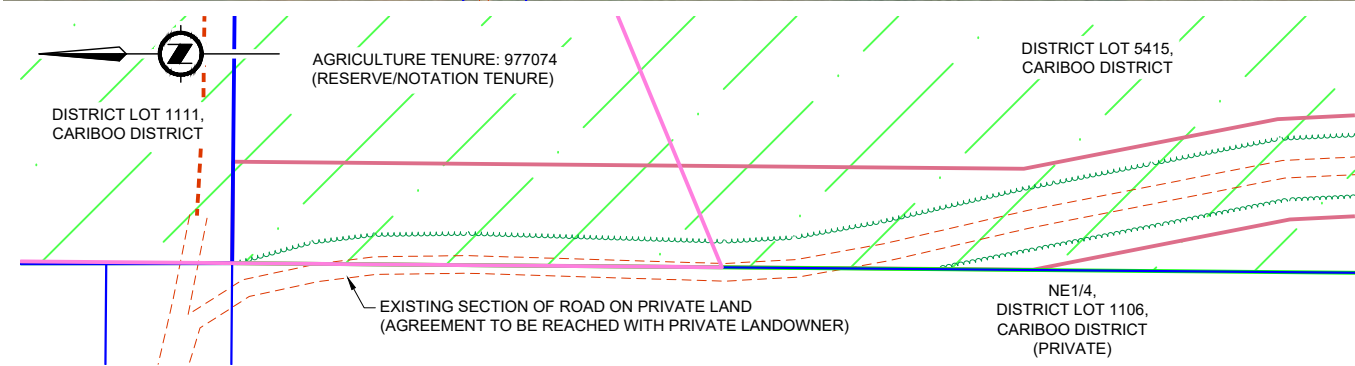 AGRICULTURE TENURE: 977074
(RESERVE/NOTATION TENURE)
DISTRICT LOT 5415,
CARIBOO DISTRICT
DISTRICT LOT 1111,
CARIBOO DISTRICT
EXISTING SECTION OF ROAD ON PRIVATE LAND
(AGREEMENT TO BE REACHED WITH PRIVATE LANDOWNER)
NE1/4,
DISTRICT LOT 1106,
CARIBOO DISTRICT
(PRIVATE)